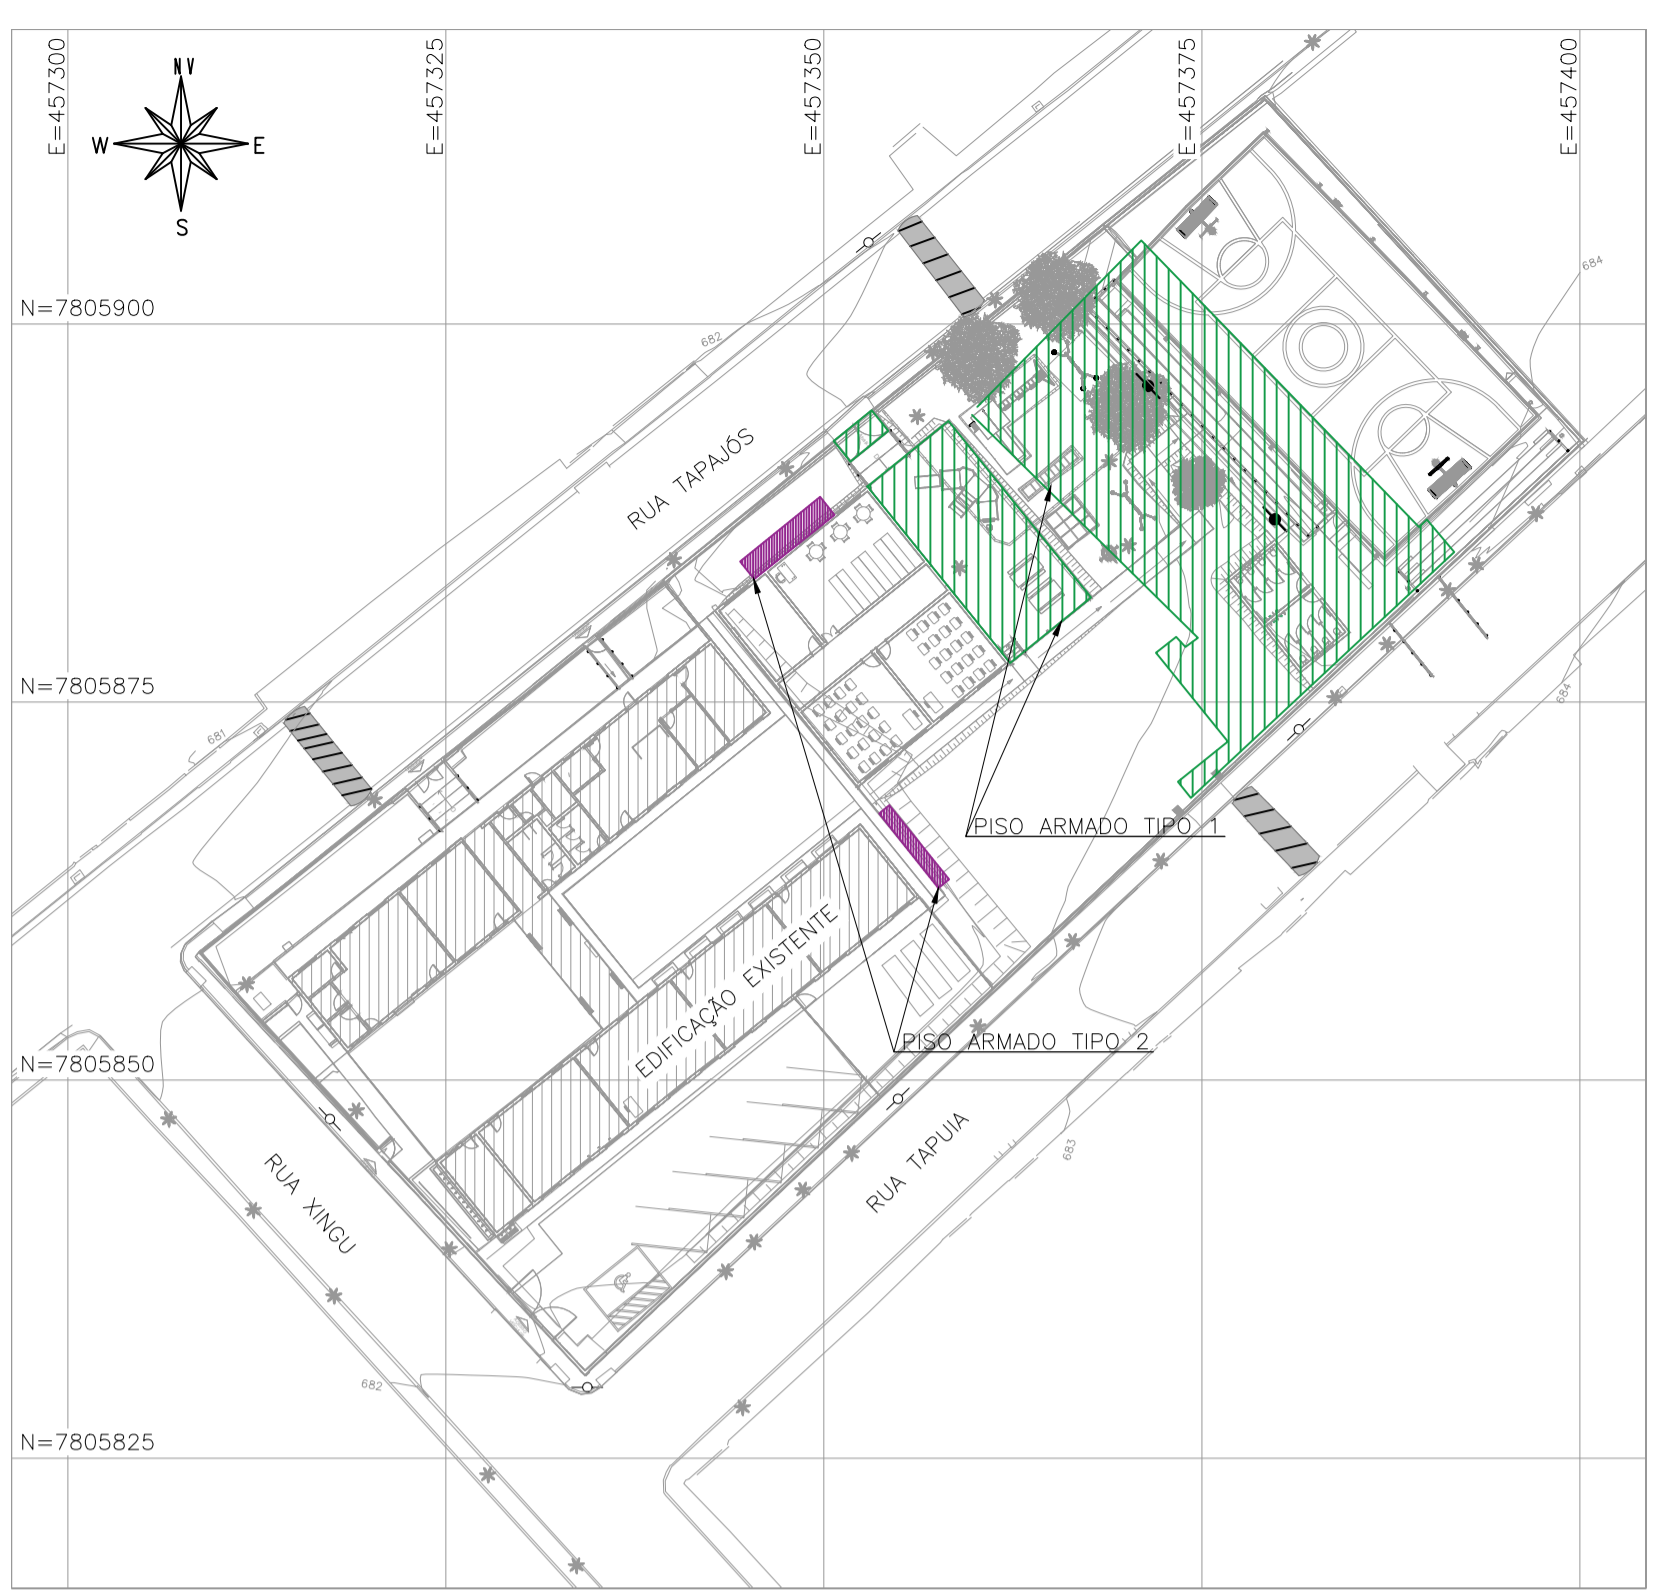 E=457300
E=457325
E=457350
E=457375
E=457400
NV
W
E
S
684
N=7805900
682
RUA TAPAJÓS
N=7805875
684
681
PISO ARMADO TIPO 1
EDIFICAÇÃO EXISTENTE
PISO ARMADO TIPO 2
N=7805850
683
RUA TAPUIA
RUA XINGU
682
N=7805825